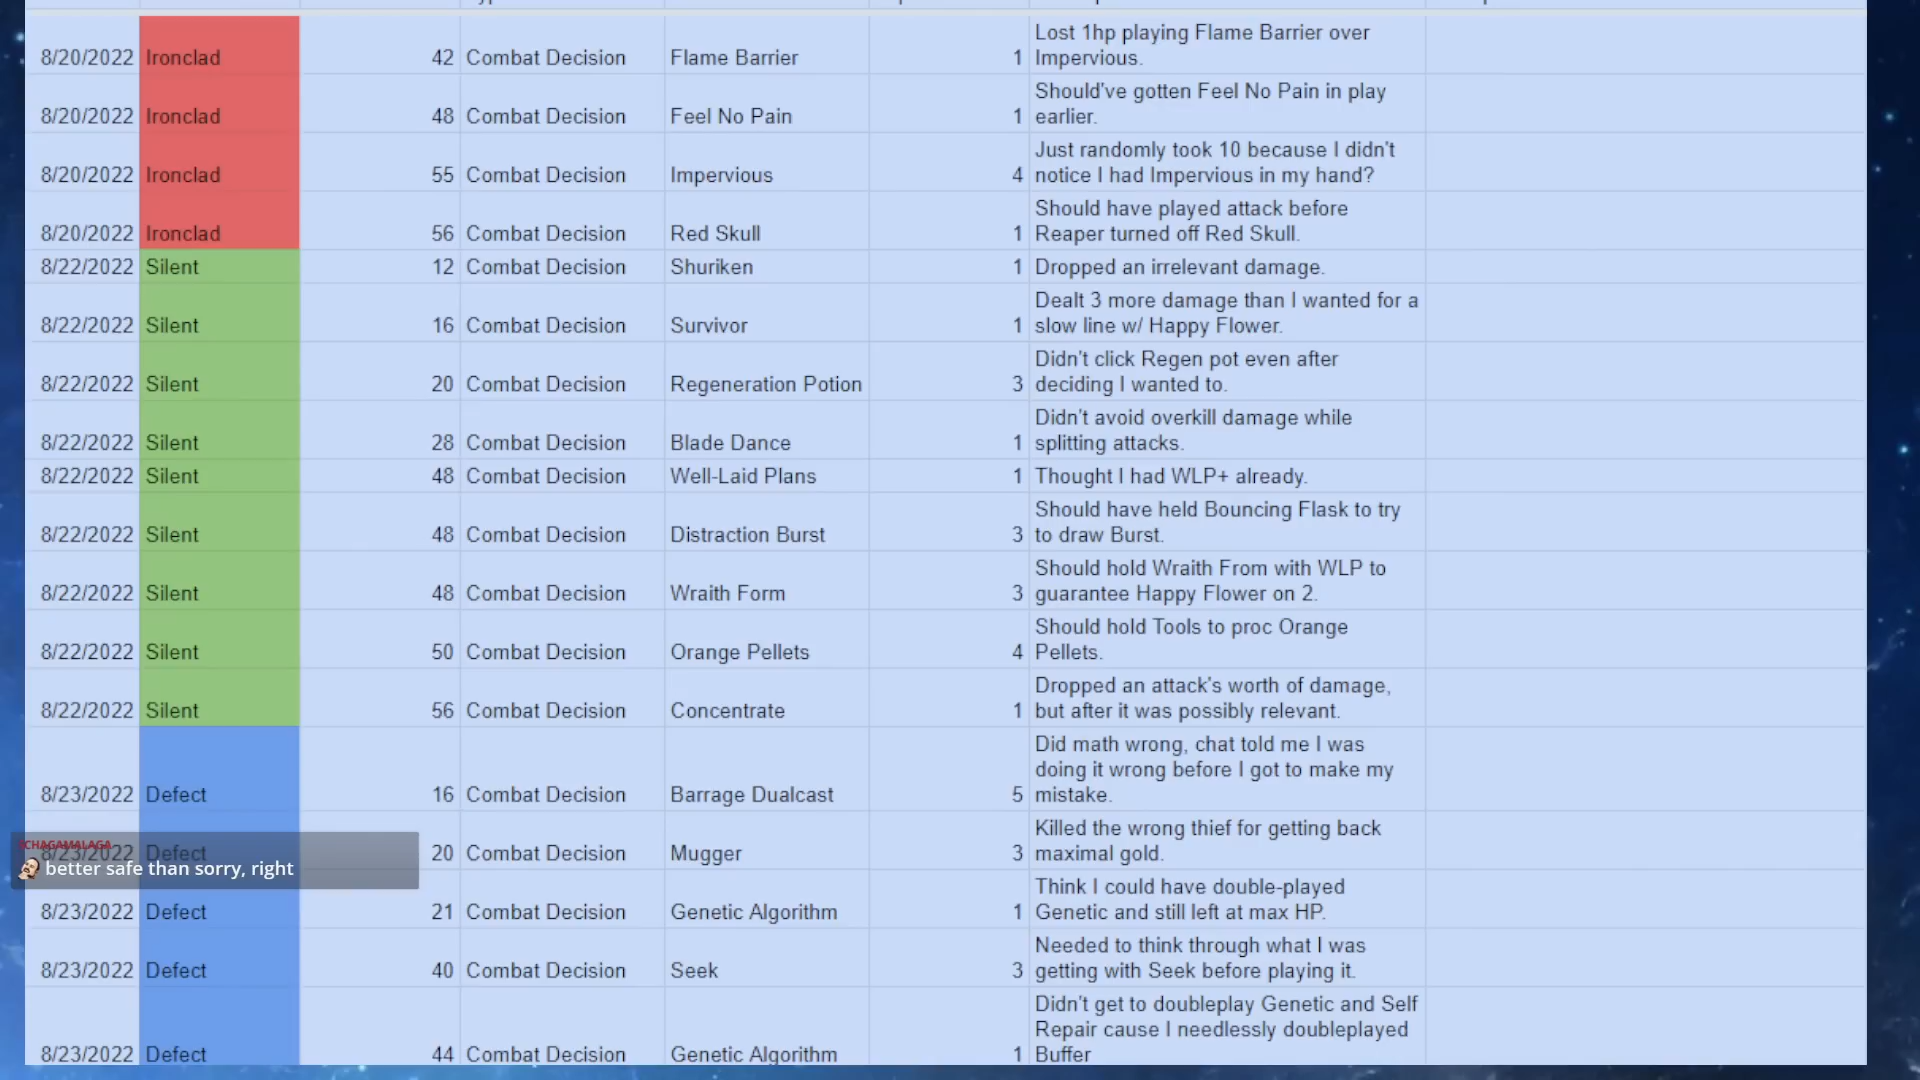 8/20/2022 Ironclad 42 Combat Decision Flame Barrier 1 Lost 1hp playing Flame Barrier over
Impervious.
8/20/2022 Ironclad 48 Combat Decision Feel No Pain 1 Should've gotten Feel No Pain in play
earlier.
8/20/2022 Ironclad 55 Combat Decision Impervious 4 Just randomly took 10 because I didn't
notice I had Impervious in my hand?
8/20/2022 Ironclad 56 Combat Decision Red Skull 1 Should have played attack before
Reaper turned off Red Skull.
8/22/2022 Silent 12 Combat Decision Shuriken 1 Dropped an irrelevant damage.
8/22/2022 Silent 16 Combat Decision Survivor 1 Dealt 3 more damage than I wanted for a
slow line w/ Happy Flower.
8/22/2022 Silent 20 Combat Decision Regeneration Potion 3 Didn't click Regen pot even after
deciding I wanted to.
8/22/2022 Silent 28 Combat Decision Blade Dance 1 Didn't avoid overkill damage while
splitting attacks.
8/22/2022 Silent 48 Combat Decision Well-Laid Plans 1 Thought I had WLP+ already.
8/22/2022 Silent 48 Combat Decision Distraction Burst 3 Should have held Bouncing Flask to try
to draw Burst.
8/22/2022 Silent 48 Combat Decision Wraith Form 3 Should hold Wraith From with WLP to
guarantee Happy Flower on 2.
8/22/2022 Silent 50 Combat Decision Orange Pellets 4 Should hold Tools to proc Orange
Pellets.
8/22/2022 Silent 56 Combat Decision Concentrate 1 Dropped an attack's worth of damage,
but after it was possibly relevant.
8/23/2022 Defect 16 Combat Decision Barrage Dualcast 5 Did math wrong, chat told me I was
doing it wrong before I got to make my
mistake.
8/23/2022 Defect 20 Combat Decision Mugger 3 Killed the wrong thief for getting back
maximal gold.
better safe than sorry, right
8/23/2022 Defect 21 Combat Decision Genetic Algorithm 1 Think I could have double-played
Genetic and still left at max HP.
8/23/2022 Defect 40 Combat Decision Seek 3 Needed to think through what I was
getting with Seek before playing it.
8/23/2022 Defect 44 Combat Decision Genetic Algorithm 1 Didn't get to doubleplay Genetic and Self
Repair cause I needlessly doubleplayed
Buffer